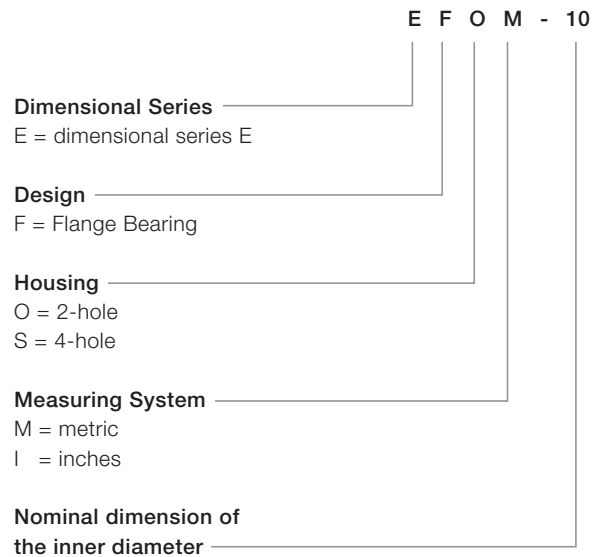 E F O M - 10
Dimensional Series
E = dimensional series E
Design
F = Flange Bearing
Housing
O = 2-hole
S = 4-hole
Measuring System
M = metric
I = inches
Nominal dimension of
the inner diameter